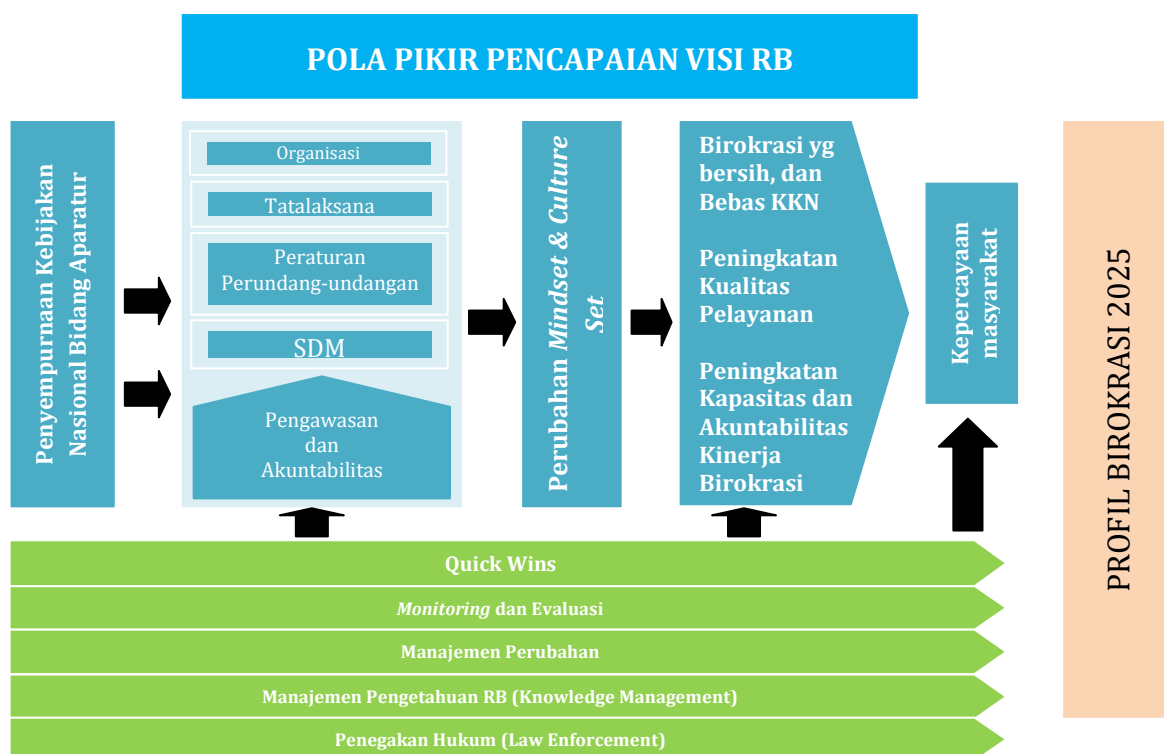 POLA PIKIR PENCAPAIAN VISI RB
Penyempurnaan Kebijakan
Nasional Bidang Aparatur
Organisasi
Tatalaksana
Peraturan
Perundang-undangan
SDM
Pengawasan
dan
Akuntabilitas
Perubahan Mindset & Culture
Set
Birokrasi yg
bersih, dan
Bebas KKN
Peningkatan
Kualitas
Pelayanan
Peningkatan
Kapasitas dan
Akuntabilitas
Kinerja
Birokrasi
Kepercayaan
masyarakat
PROFIL BIROKRASI 2025
Quick Wins
Monitoring dan Evaluasi
Manajemen Perubahan
Manajemen Pengetahuan RB (Knowledge Management)
Penegakan Hukum (Law Enforcement)